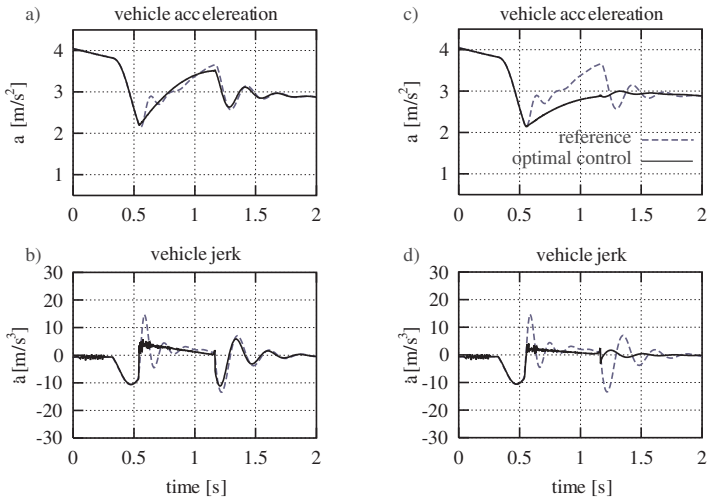 a)
vehicle accelereation
4
3
2
1
a [m/s²]
0
0.5
1
1.5
2
c)
vehicle accelereation
4
3
2
1
a [m/s²]
reference
optimal control
0
0.5
1
1.5
2
b)
vehicle jerk
30
20
10
0
-10
-20
-30
a [m/s³]
0
0.5
1
1.5
2
time [s]
d)
vehicle jerk
30
20
10
0
-10
-20
-30
a [m/s³]
0
0.5
1
1.5
2
time [s]